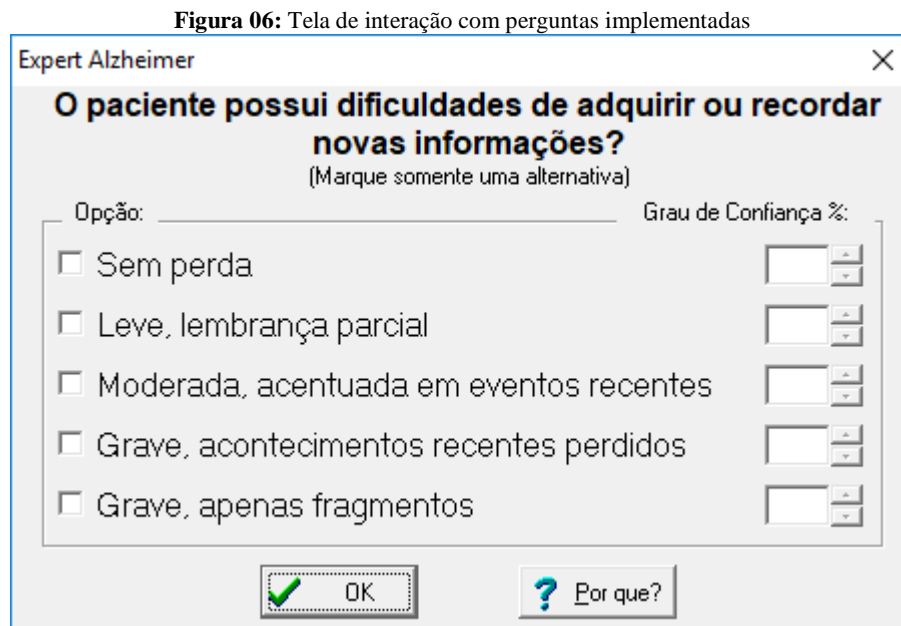 Figura 06: Tela de interação com perguntas implementadas
Expert Alzheimer
O paciente possui dificuldades de adquirir ou recordar
novas informações?
(Marque somente uma alternativa)
Opção: Grau de Confiança %:
Sem perda
Leve, lembrança parcial
Moderada, acentuada em eventos recentes
Grave, acontecimentos recentes perdidos
Grave, apenas fragmentos
OK Por que?